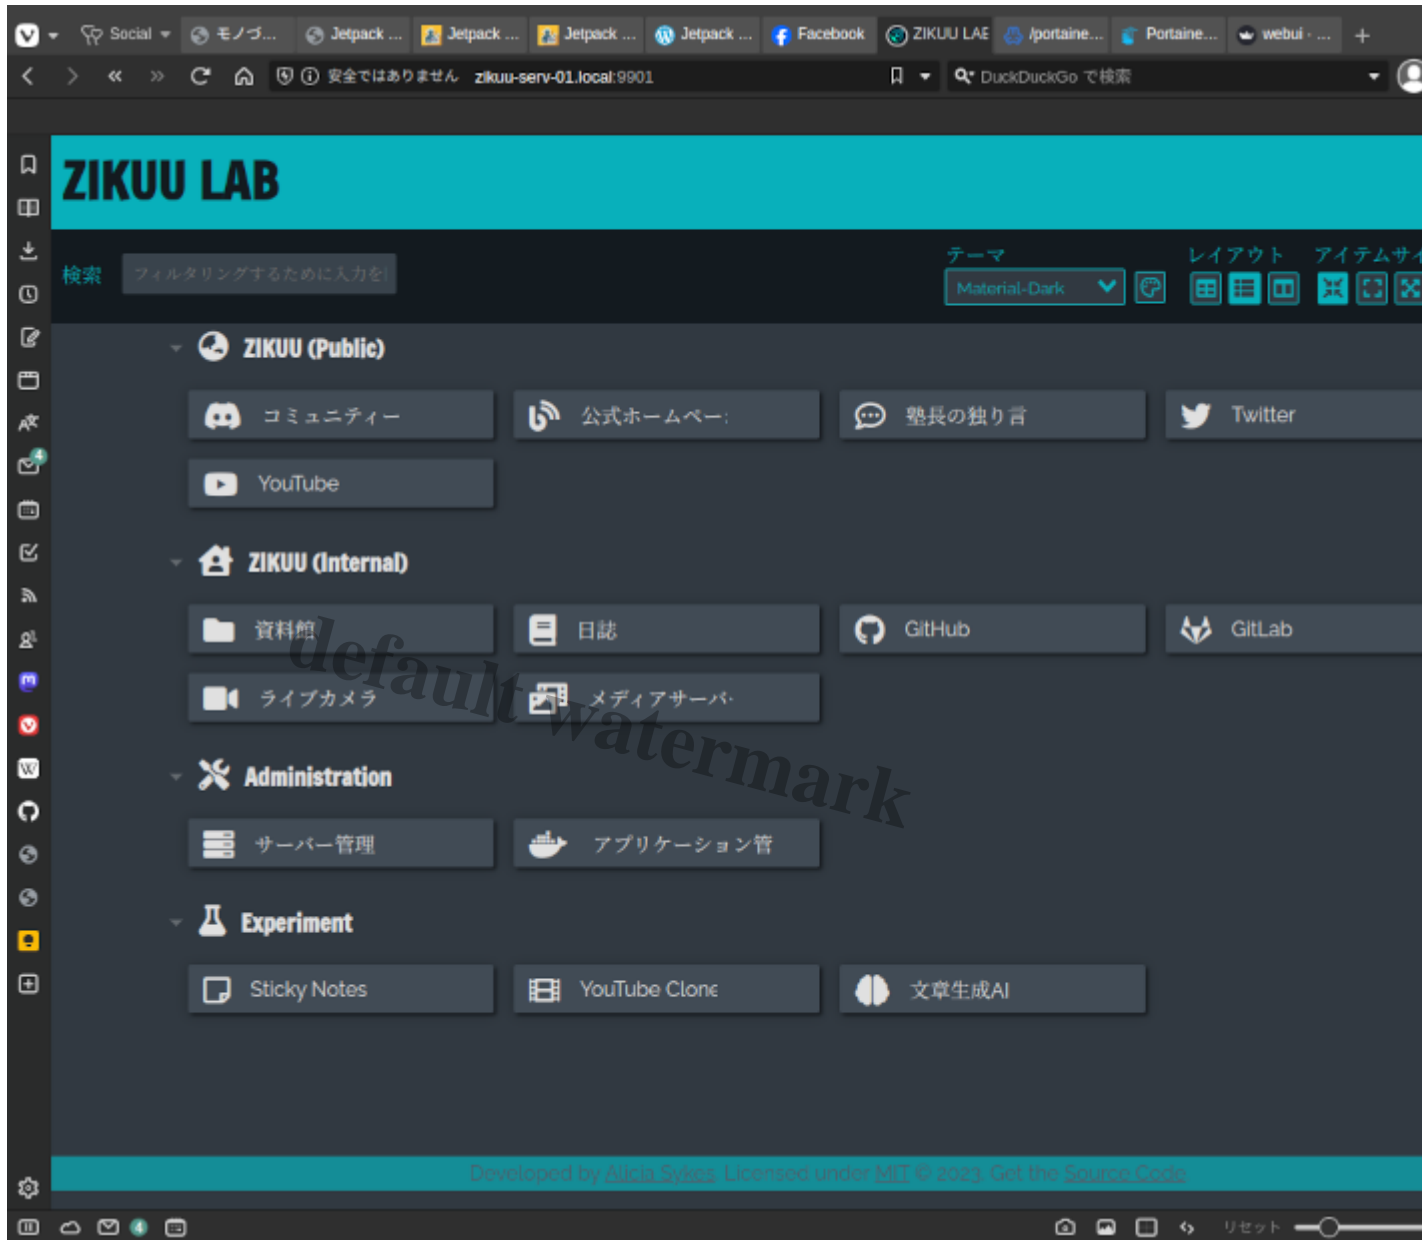 Social モノづ... Jetpack ... Jetpack ... Jetpack ... Jetpack ... Facebook ZIKUU LAB /portaine... Portaine... webui - ...
安全ではありません zikuu-serv-01.local:9901 DuckDuckGo で検索
ZIKUU LAB
テーマ レイアウト アイテムサイ
検索 フィルタリングするために入力を Material-Dark
ZIKUU (Public)
コミュニティー 公式ホームペー 塾長の独り言 Twitter
YouTube
ZIKUU (Internal)
資料館 日誌 GitHub GitLab
ライブカメラ メディアサーバ
default watermark
Administration
サーバー管理 アプリケーション管
Experiment
Sticky Notes YouTube Clone 文章生成AI
Developed by Alicia Sykes. Licensed under MIT © 2023. Get the Source Code
4 リセット